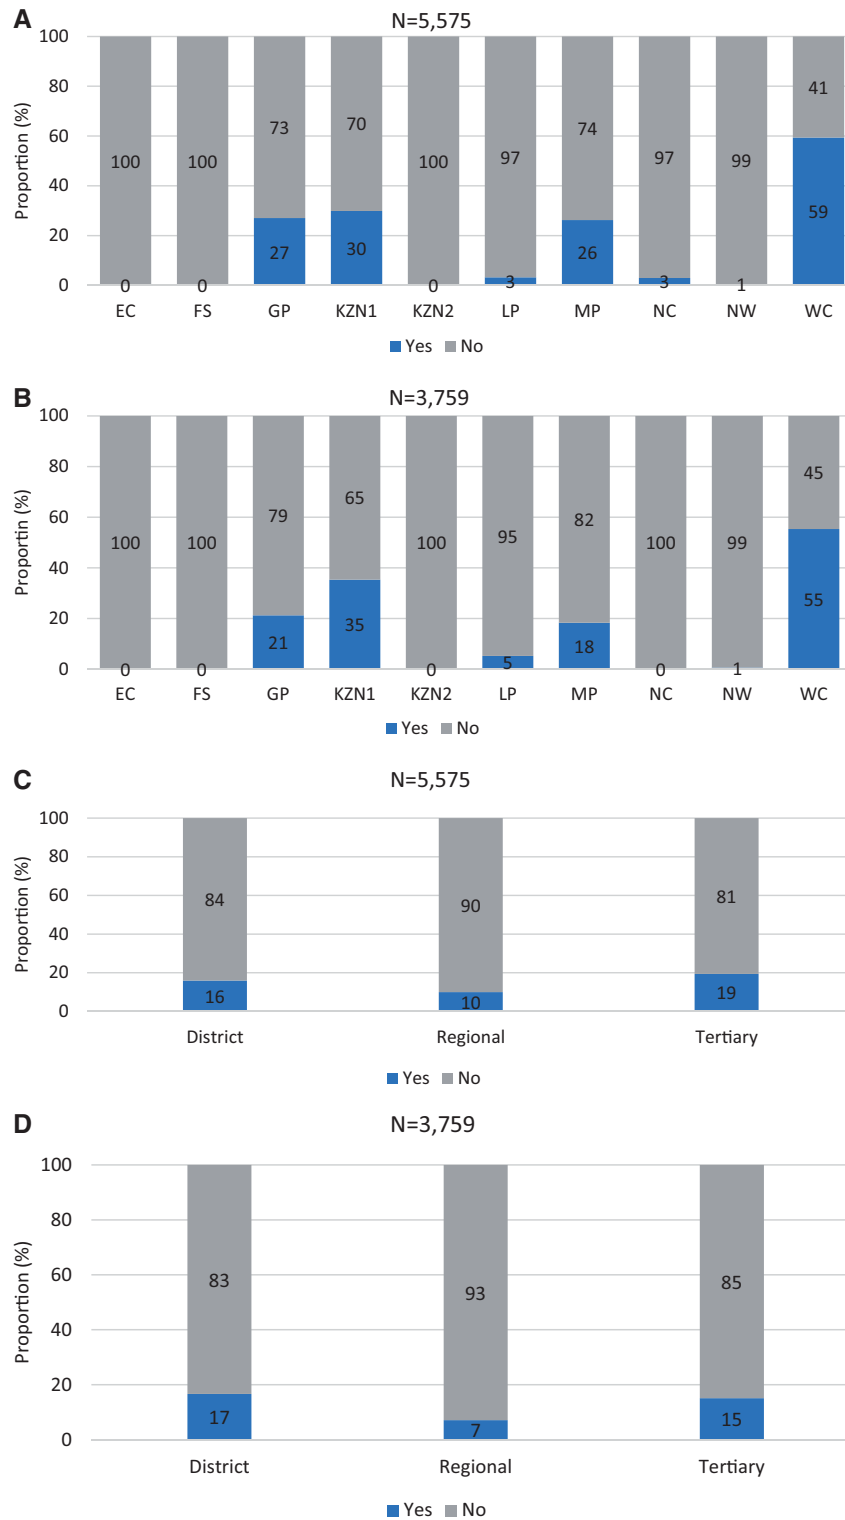 A
N=5,575
Proportion (%)
100
80
60
40
20
0
100 100 73 70 100 97 74 97 99 41
0 0 27 30 0 3 26 3 1 59
EC FS GP KZN1 KZN2 LP MP NC NW WC
Yes No
B
N=3,759
Proportin (%)
100
80
60
40
20
0
100 100 79 65 100 95 82 100 99 45
0 0 21 35 0 5 18 0 1 55
EC FS GP KZN1 KZN2 LP MP NC NW WC
Yes No
C
N=5,575
Proportion (%)
100
80
60
40
20
0
84 90 81
16 10 19
District Regional Tertiary
Yes No
D
N=3,759
Proportion (%)
100
80
60
40
20
0
83 93 85
17 7 15
District Regional Tertiary
Yes No